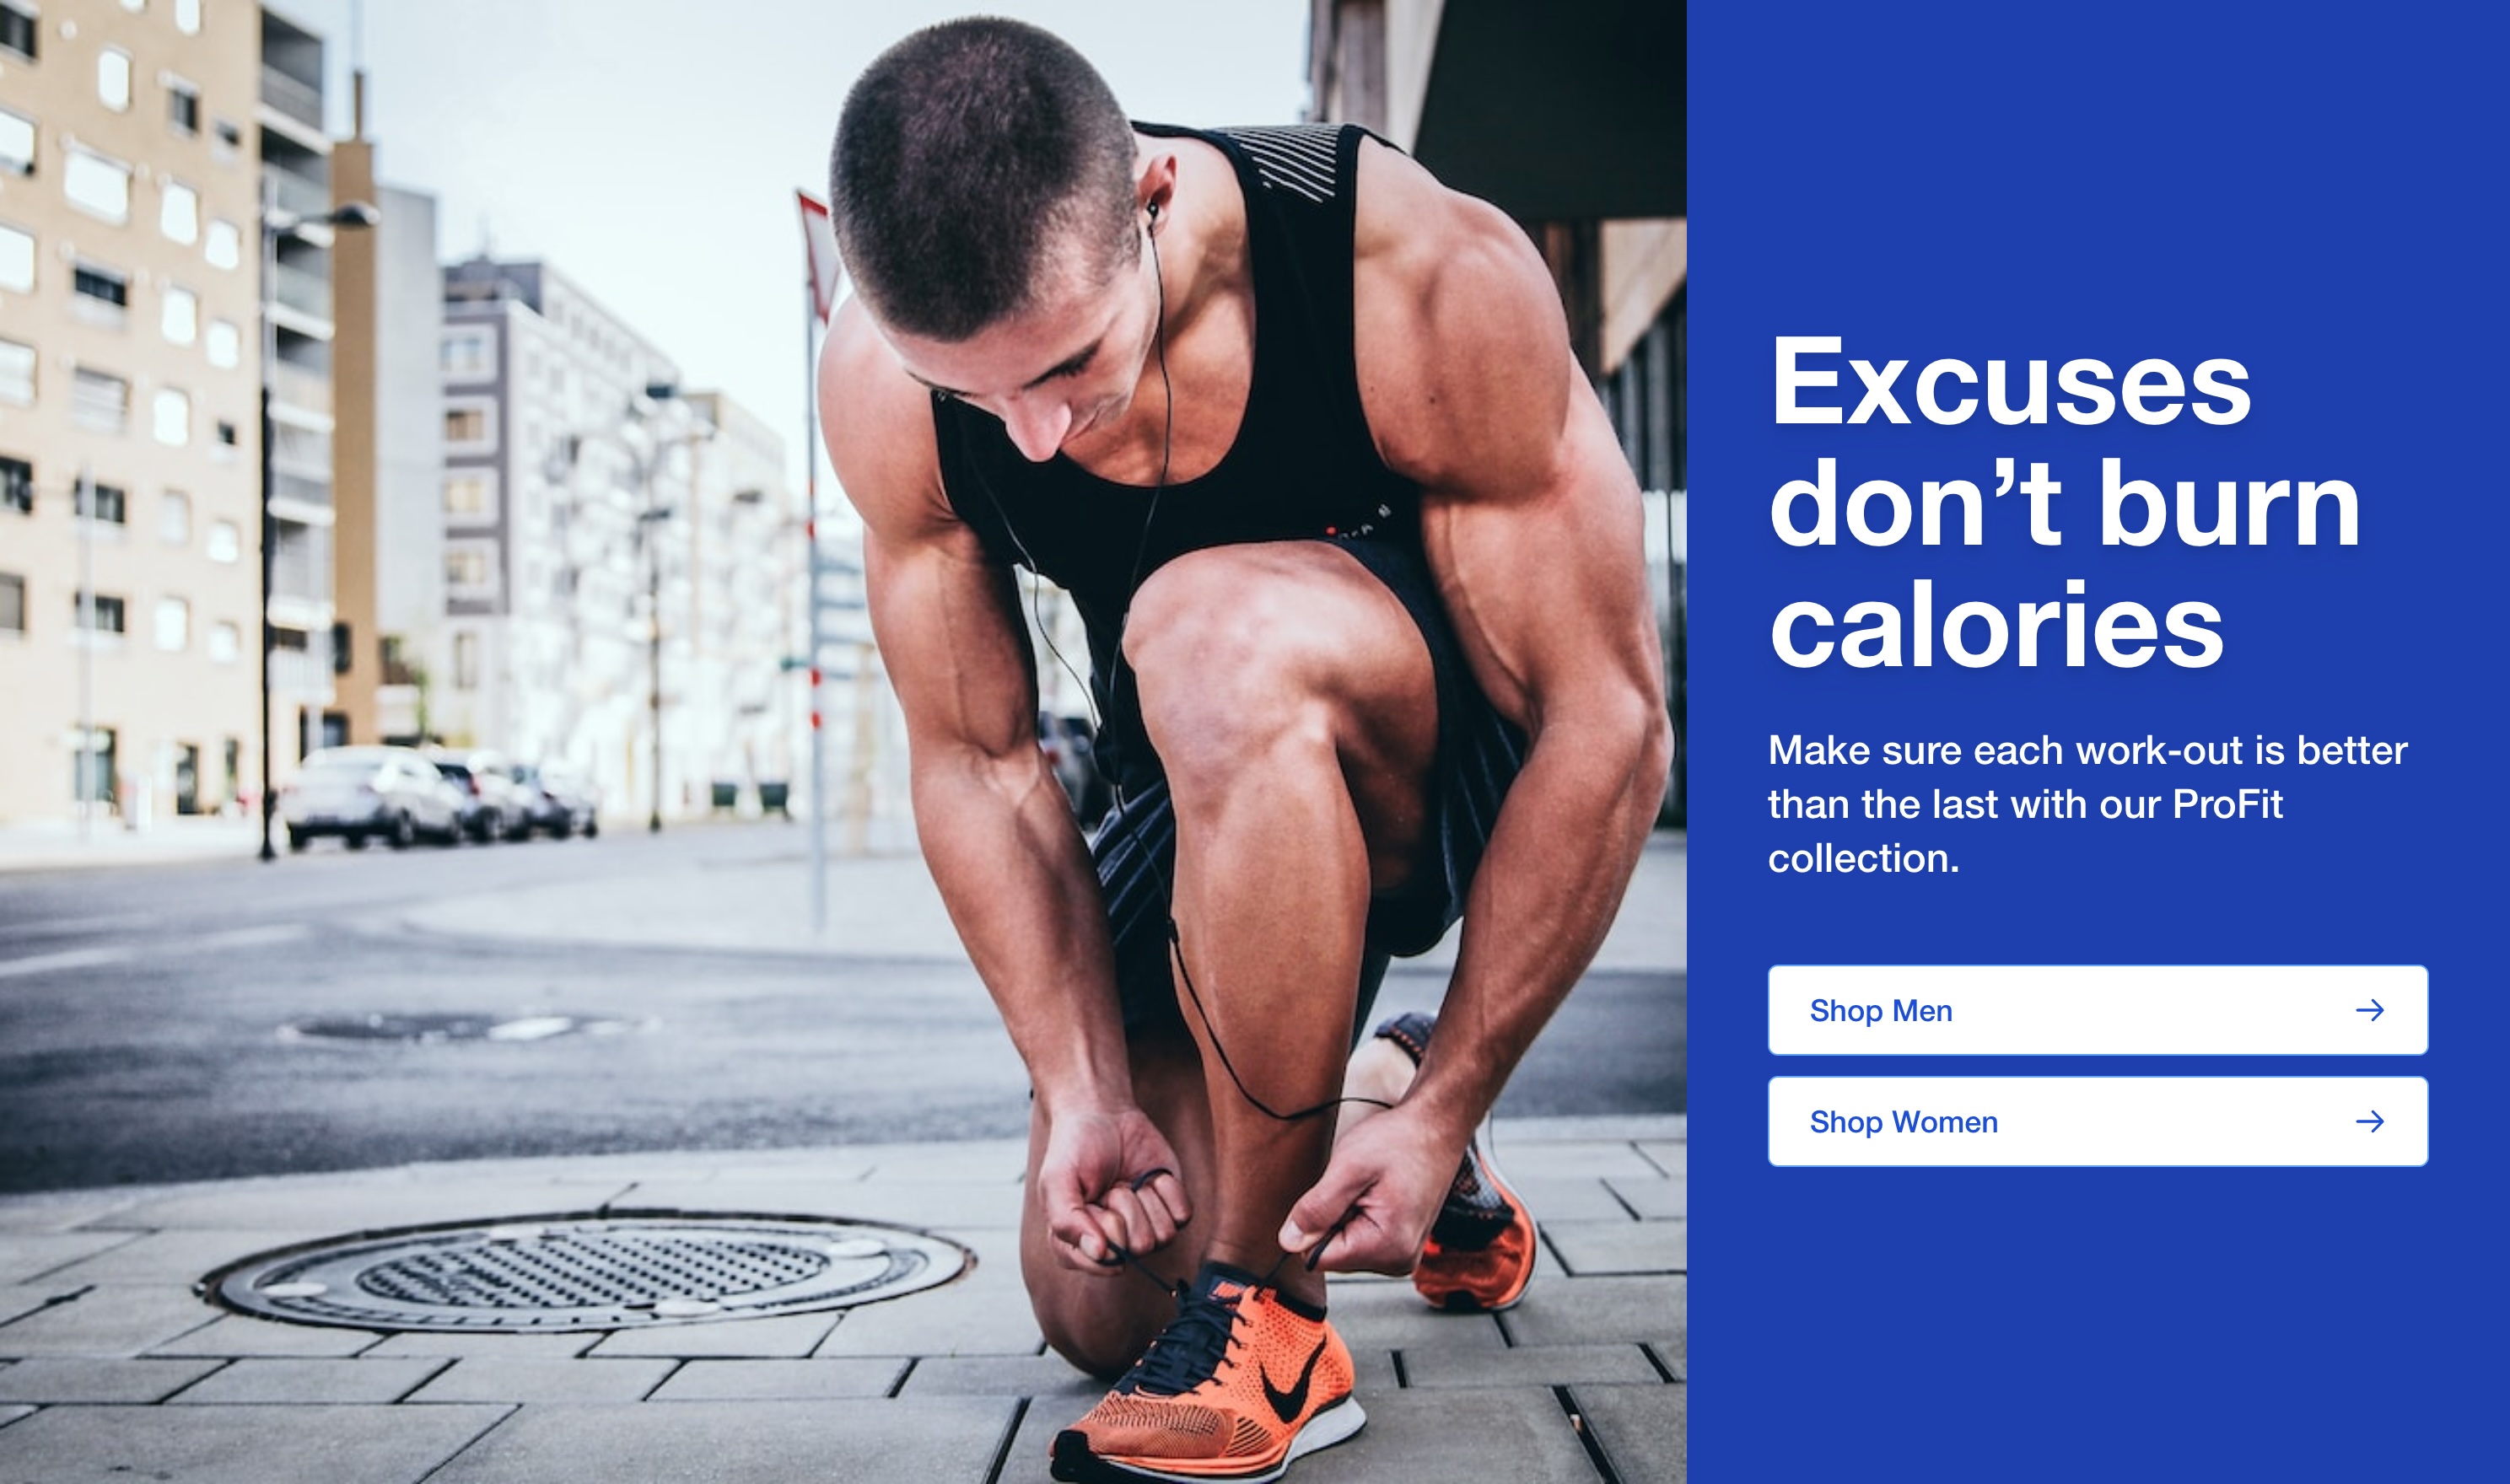 Excuses
don’t burn
calories
Make sure each work-out is better
than the last with our ProFit
collection.
Shop Men
Shop Women